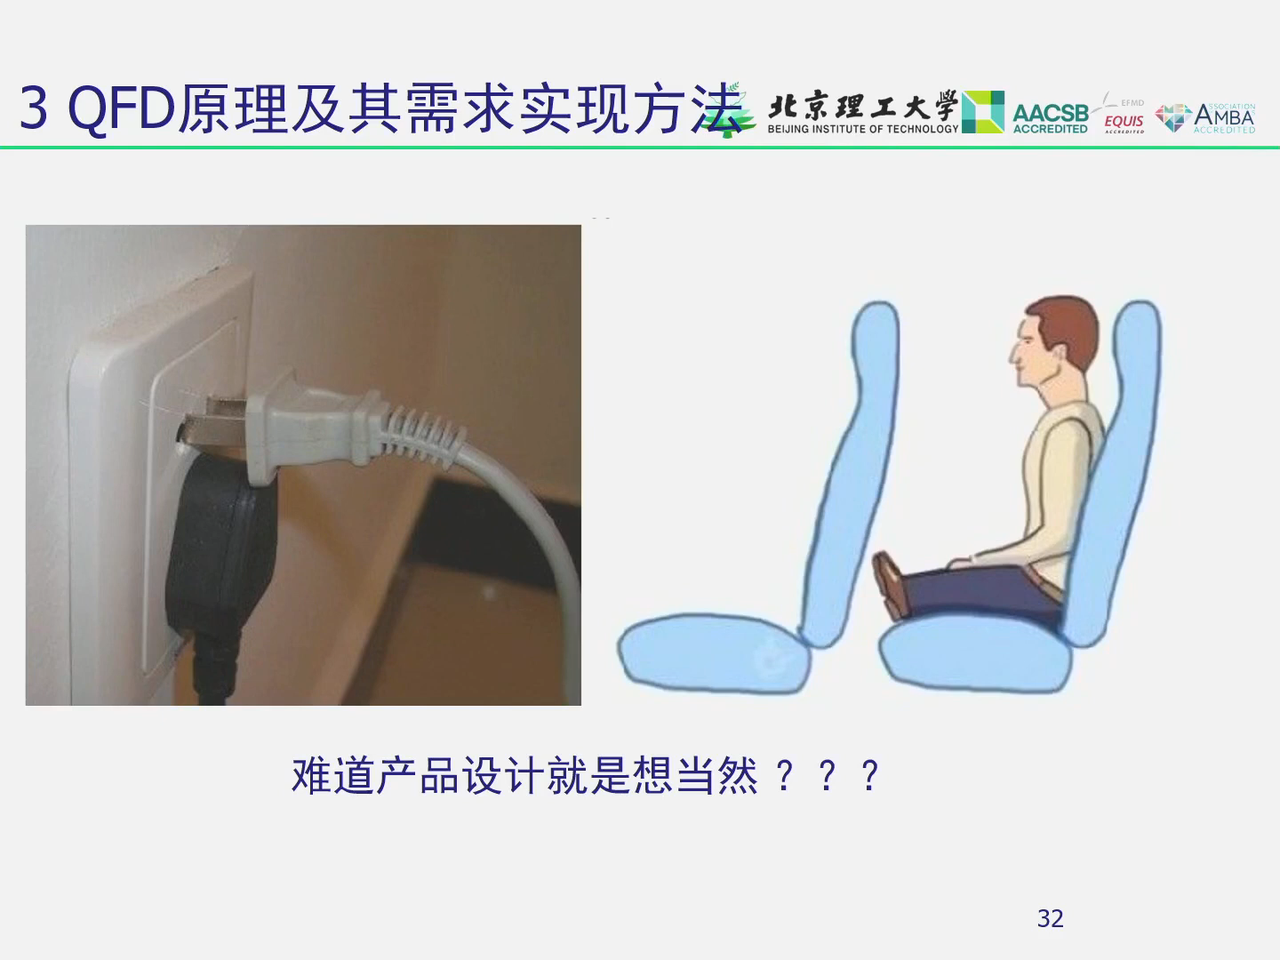 3 QFD原理及其需求实现方法
北京理工大学
BEIJING INSTITUTE OF TECHNOLOGY
AACSB
ACCREDITED
EFMD
EQUIS
ACCREDITED
ASSOCIATION
AMBA
ACCREDITED
难道产品设计就是想当然？？？
32